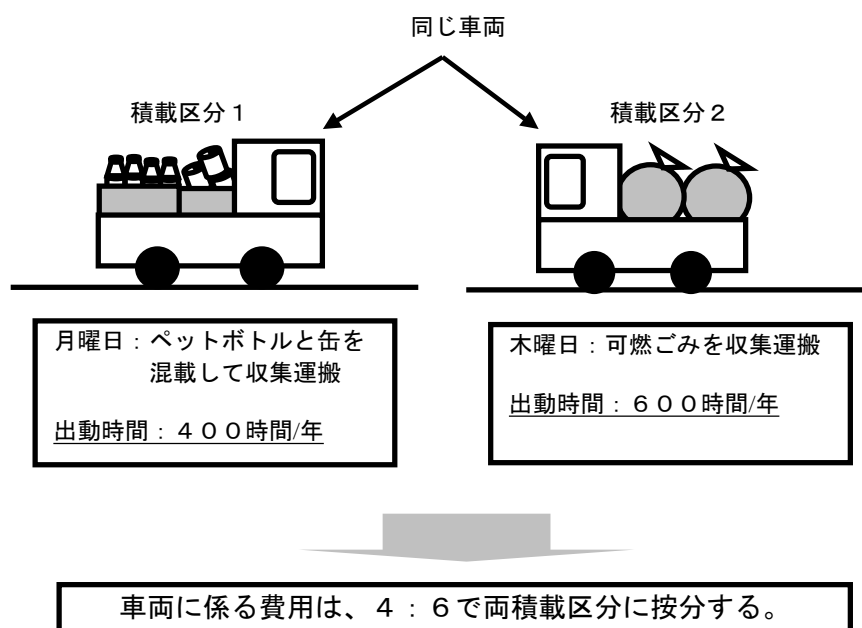 同じ車両
積載区分１
積載区分２
月曜日：ペットボトルと缶を
混載して収集運搬
出動時間：４００時間/年
木曜日：可燃ごみを収集運搬
出動時間：６００時間/年
車両に係る費用は、４：６で両積載区分に按分する。